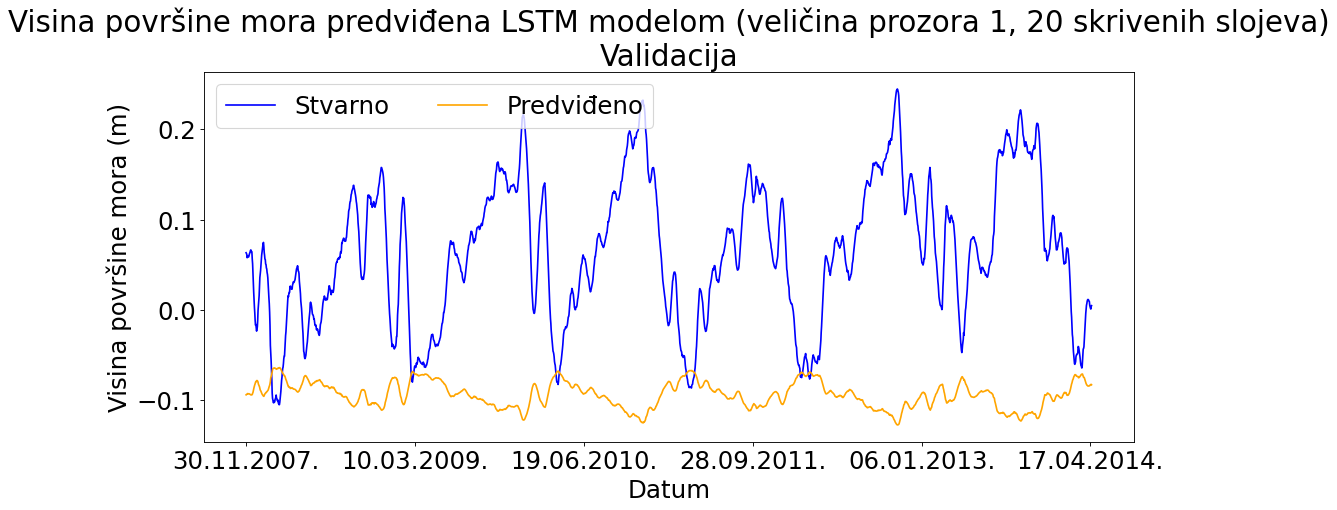 Visina površine mora predviđena LSTM modelom (veličina prozora 1, 20 skrivenih slojeva)
Validacija
Stvarno Predviđeno
Visina površine mora (m)
0.2
0.1
0.0
−0.1
30.11.2007. 10.03.2009. 19.06.2010. 28.09.2011. 06.01.2013. 17.04.2014.
Datum